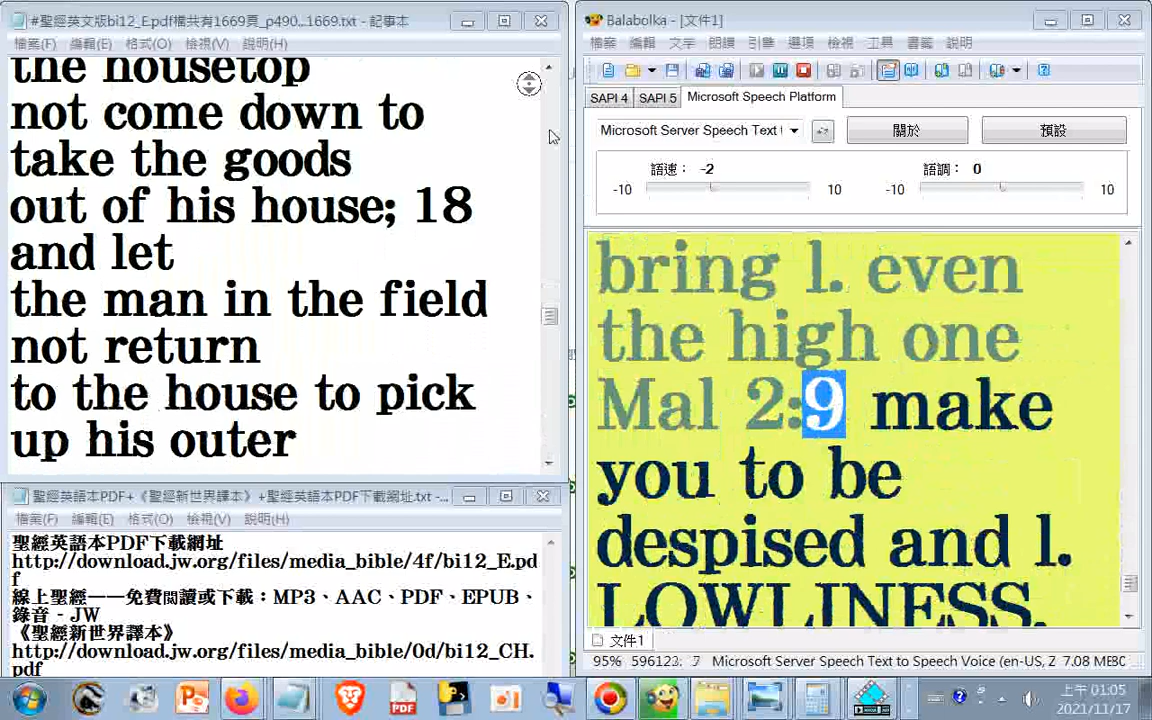 #聖經英文版bi12_E.pdf檔共有1669頁_p490...1669.txt - 記事本
檔案(F) 編輯(E) 格式(O) 檢視(V) 說明(H)
the housetop
not come down to
take the goods
out of his house; 18
and let
the man in the field
not return
to the house to pick
up his outer
聖經英語本PDF+《聖經新世界譯本》+聖經英語本PDF下載網址.txt -...
檔案(F) 編輯(E) 格式(O) 檢視(V) 說明(H)
聖經英語本PDF下載網址
http://download.jw.org/files/media_bible/4f/bi12_E.pd
f
線上聖經——免費閱讀或下載：MP3、AAC、PDF、EPUB、
錄音 - JW
《聖經新世界譯本》
http://download.jw.org/files/media_bible/0d/bi12_CH.
pdf
Balabolka - [文件1]
檔案 編輯 文字 朗讀 引擎 選項 檢視 工具 書籤 說明
SAPI 4 SAPI 5 Microsoft Speech Platform
Microsoft Server Speech Text 關於 預設
語速： -2 語調： 0
-10 10 -10 10
bring l. even
the high one
Mal 2:9 make
you to be
despised and l.
LOWLINESS.
文件1
95% 596123: Microsoft Server Speech Text to Speech Voice (en-US, Z 7.08 МЕВС
PDF
上午 01:05
2021/11/17